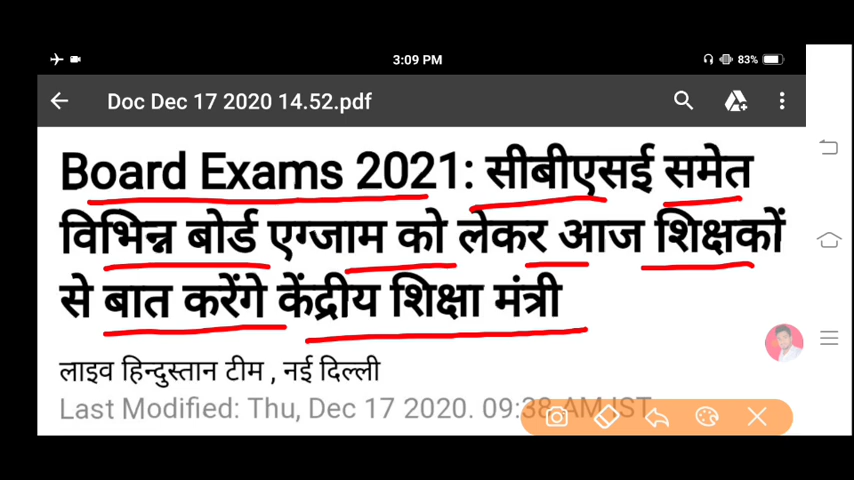 3:09 PM
83%
Doc Dec 17 2020 14.52.pdf
Board Exams 2021: सीबीएसई समेत
विभिन्न बोर्ड एग्जाम को लेकर आज शिक्षकों
से बात करेंगे केंद्रीय शिक्षा मंत्री
लाइव हिन्दुस्तान टीम , नई दिल्ली
Last Modified: Thu, Dec 17 2020. 09:38 AM IST